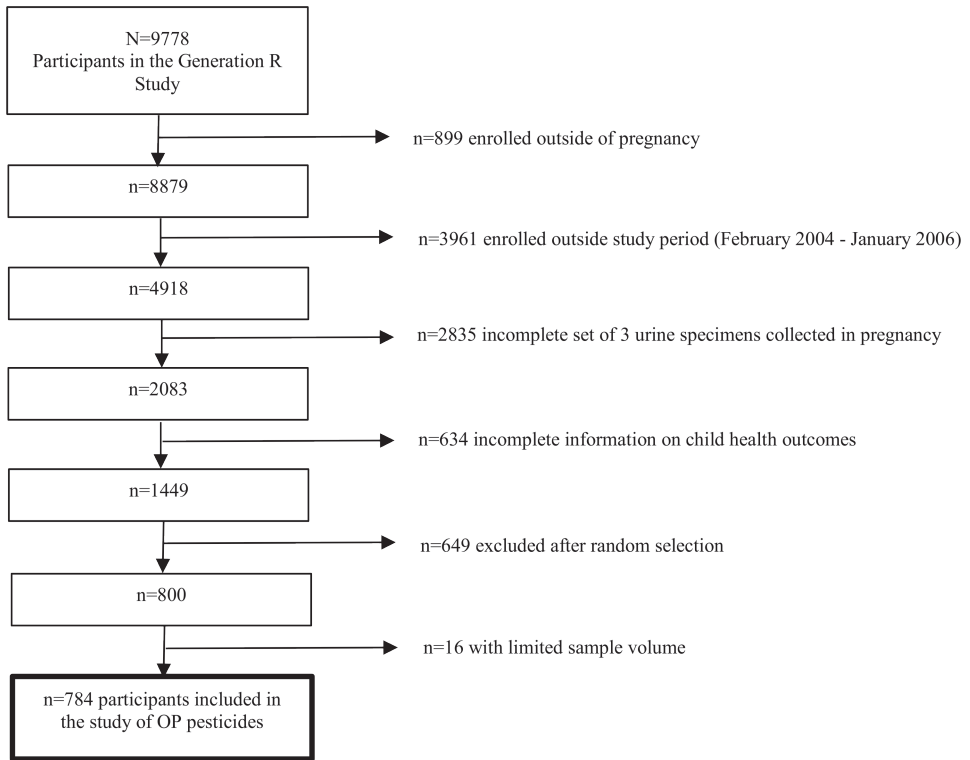 N=9778
Participants in the Generation R
Study
n=899 enrolled outside of pregnancy
n=8879
n=3961 enrolled outside study period (February 2004 - January 2006)
n=4918
n=2835 incomplete set of 3 urine specimens collected in pregnancy
n=2083
n=634 incomplete information on child health outcomes
n=1449
n=649 excluded after random selection
n=800
n=16 with limited sample volume
n=784 participants included in
the study of OP pesticides